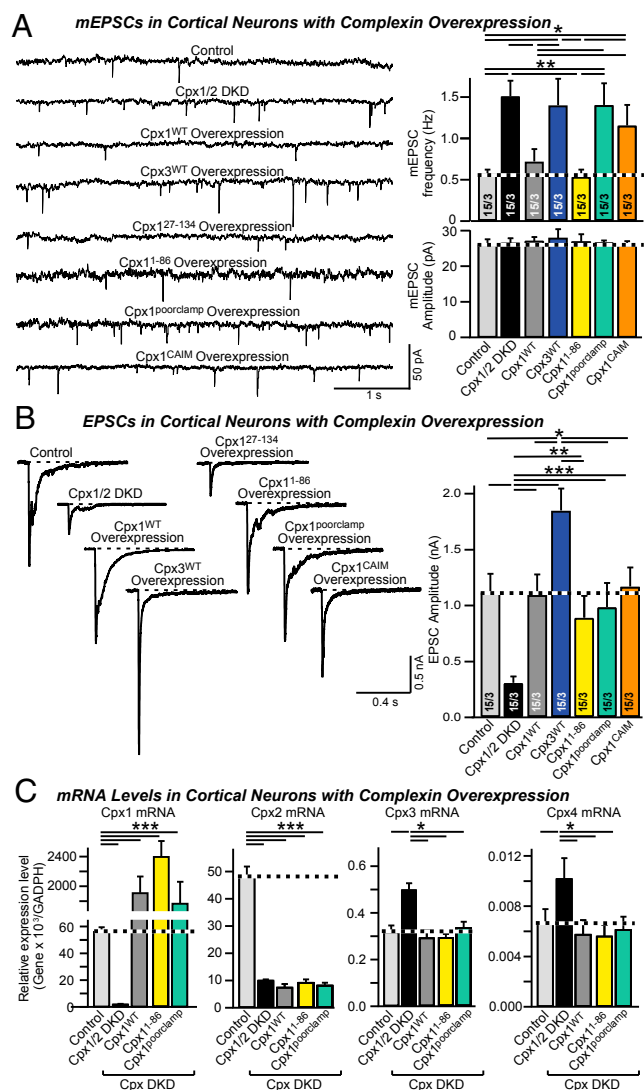 A mEPSCs in Cortical Neurons with Complexin Overexpression
Control
Cpx1/2 DKD
Cpx1WT Overexpression
Cpx3WT Overexpression
Cpx127-134 Overexpression
Cpx11-86 Overexpression
Cpx1poorclamp Overexpression
Cpx1CAIM Overexpression
1 s
50 pA
*
**
mEPSC
frequency (Hz)
1.5
1.0
0.5
0
15/3
15/3
15/3
15/3
15/3
15/3
15/3
mEPSC
Amplitude (pA)
30
20
10
0
Control
Cpx1/2 DKD
Cpx1WT
Cpx3WT
Cpx11-86
Cpx1poorclamp
Cpx1CAIM
B EPSCs in Cortical Neurons with Complexin Overexpression
Control
Cpx1/2 DKD
Cpx1WT
Overexpression
Cpx3WT
Overexpression
Cpx127-134
Overexpression
Cpx11-86
Overexpression
Cpx1poorclamp
Overexpression
Cpx1CAIM
Overexpression
0.4 s
0.5 nA
*
**
***
EPSC Amplitude (nA)
2.0
1.5
1.0
0.5
0.0
15/3
15/3
15/3
15/3
15/3
15/3
15/3
Control
Cpx1/2 DKD
Cpx1WT
Cpx3WT
Cpx11-86
Cpx1poorclamp
Cpx1CAIM
C mRNA Levels in Cortical Neurons with Complexin Overexpression
Cpx1 mRNA
***
Relative expression level
(Gene x 10³/GADPH)
2400
2000
60
40
20
0
Control
Cpx1/2 DKD
Cpx1WT
Cpx11-86
Cpx1poorclamp
Cpx DKD
Cpx2 mRNA
***
50
40
30
20
10
0
Control
Cpx1/2 DKD
Cpx1WT
Cpx11-86
Cpx1poorclamp
Cpx DKD
Cpx3 mRNA
*
0.6
0.4
0.2
0.0
Control
Cpx1/2 DKD
Cpx1WT
Cpx11-86
Cpx1poorclamp
Cpx DKD
Cpx4 mRNA
*
0.012
0.008
0.004
0.000
Control
Cpx1/2 DKD
Cpx1WT
Cpx11-86
Cpx1poorclamp
Cpx DKD